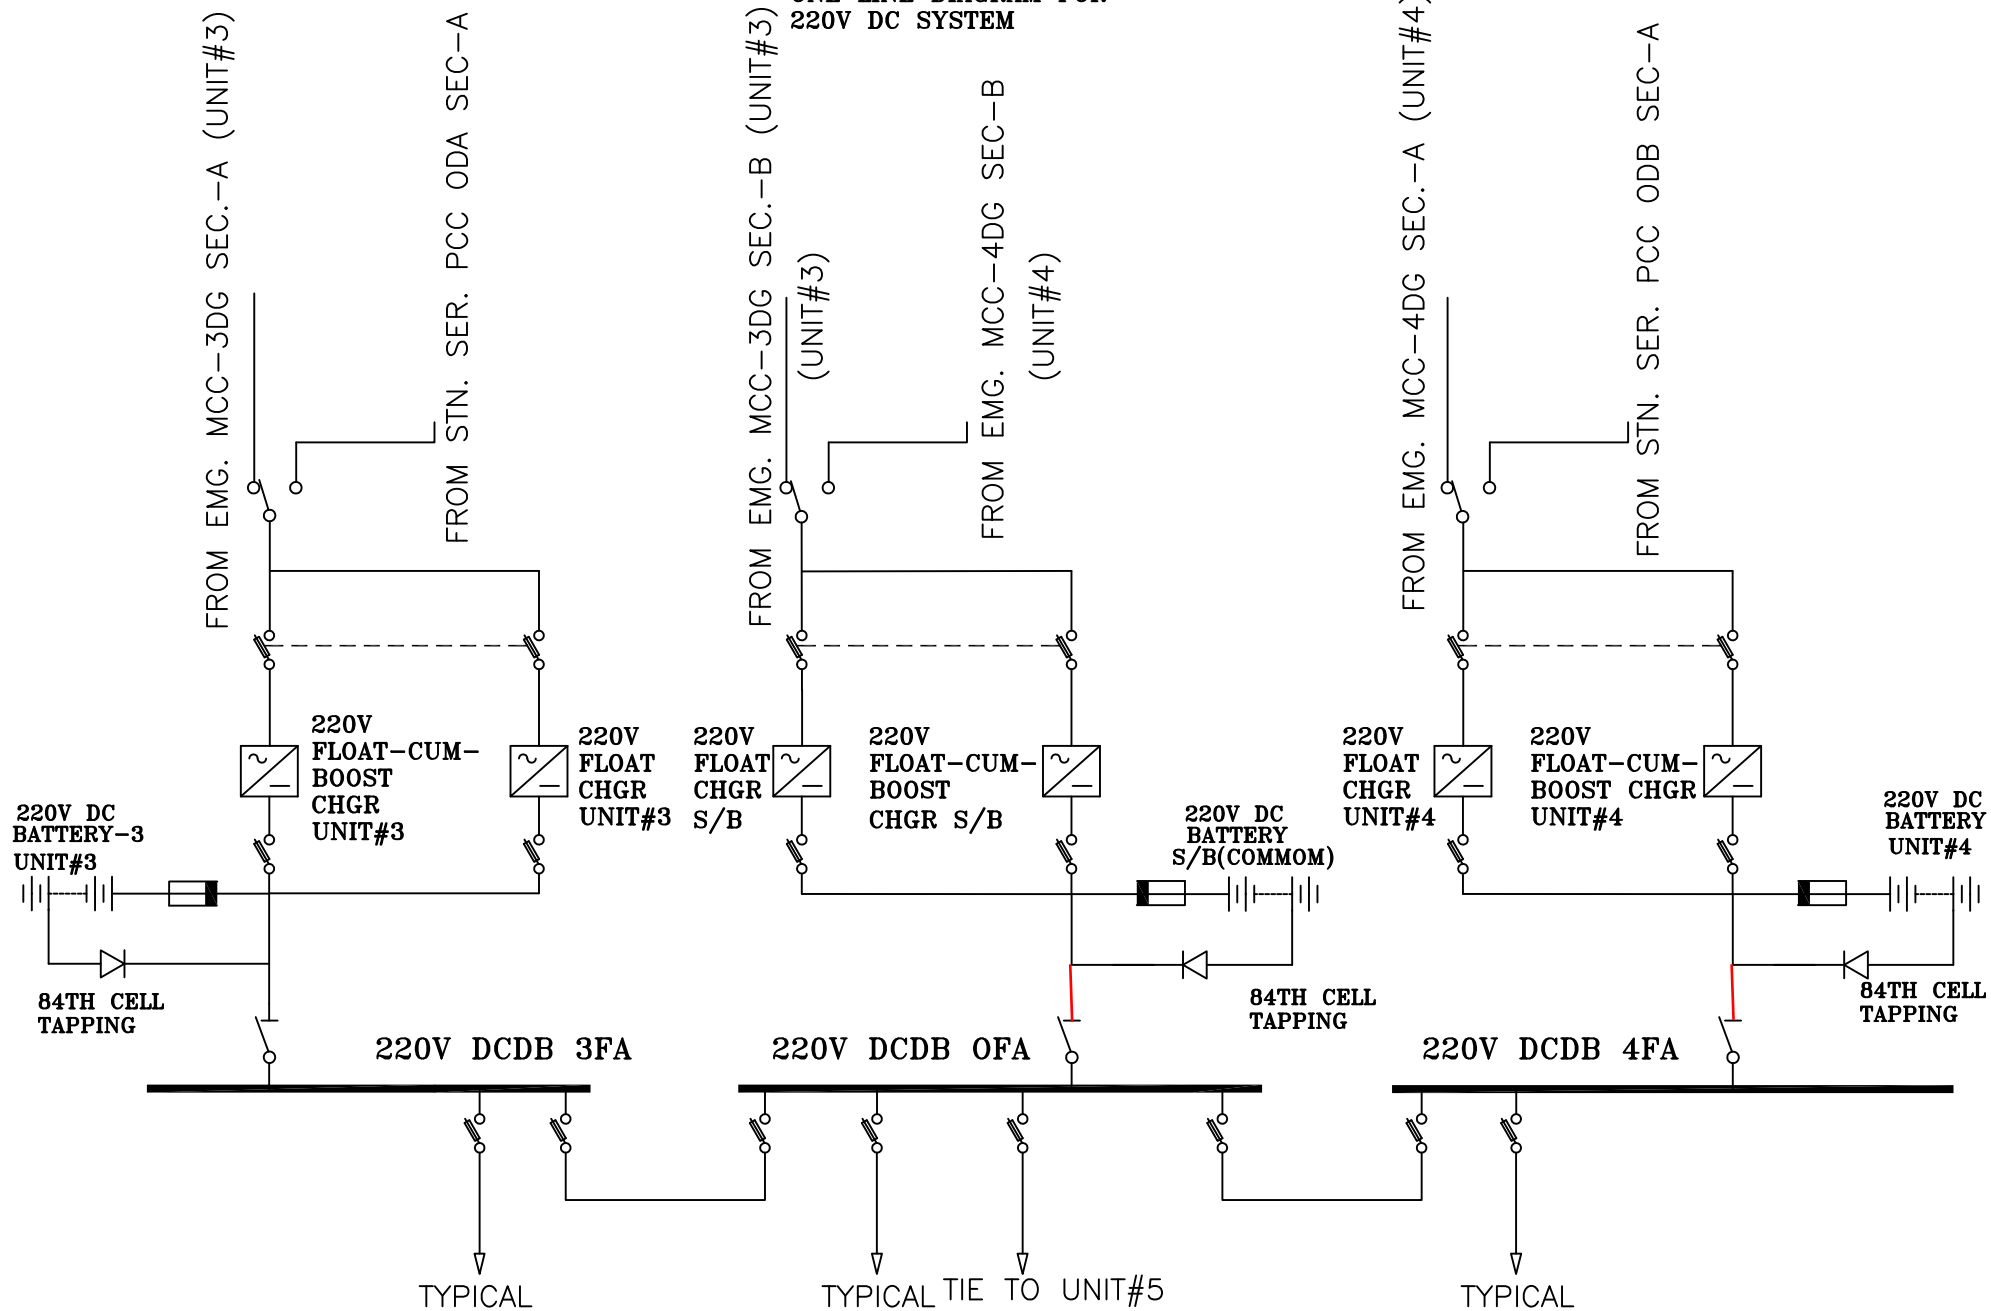 220V DC SYSTEM
FROM EMG. MCC-3DG SEC.-A (UNIT#3)
FROM STN. SER. PCC ODA SEC-A
FROM EMG. MCC-3DG SEC.-B (UNIT#3)
(UNIT#3)
FROM EMG. MCC-4DG SEC-B
(UNIT#4)
FROM EMG. MCC-4DG SEC.-A (UNIT#4)
FROM STN. SER. PCC ODB SEC-A
220V
FLOAT-CUM-
BOOST
CHGR
UNIT#3
220V
FLOAT
CHGR
UNIT#3
220V
FLOAT
CHGR
S/B
220V
FLOAT-CUM-
BOOST
CHGR S/B
220V
FLOAT
CHGR
UNIT#4
220V
FLOAT-CUM-
BOOST CHGR
UNIT#4
220V DC
BATTERY-3
UNIT#3
220V DC
BATTERY
S/B(COMMOM)
220V DC
BATTERY
UNIT#4
84TH CELL
TAPPING
84TH CELL
TAPPING
84TH CELL
TAPPING
220V DCDB 3FA
220V DCDB 0FA
220V DCDB 4FA
TYPICAL
TYPICAL
TIE TO UNIT#5
TYPICAL